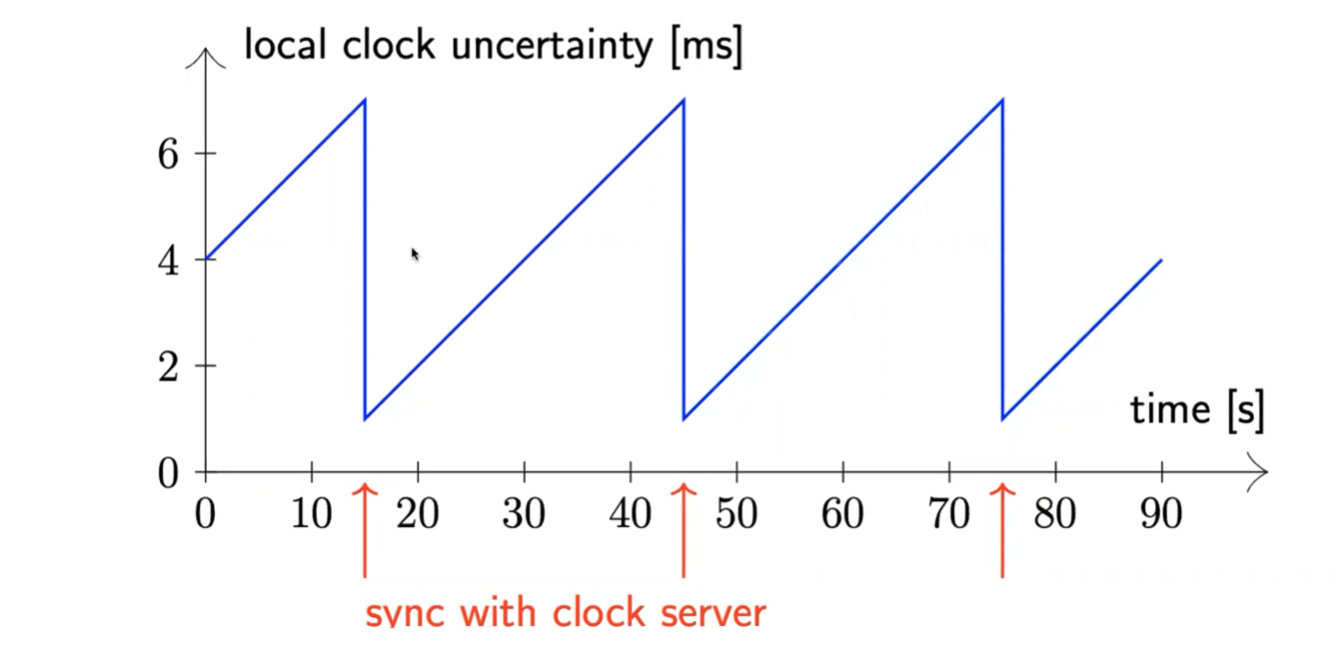 local clock uncertainty [ms]
6
4
2
0
time [s]
0 10 20 30 40 50 60 70 80 90
sync with clock server